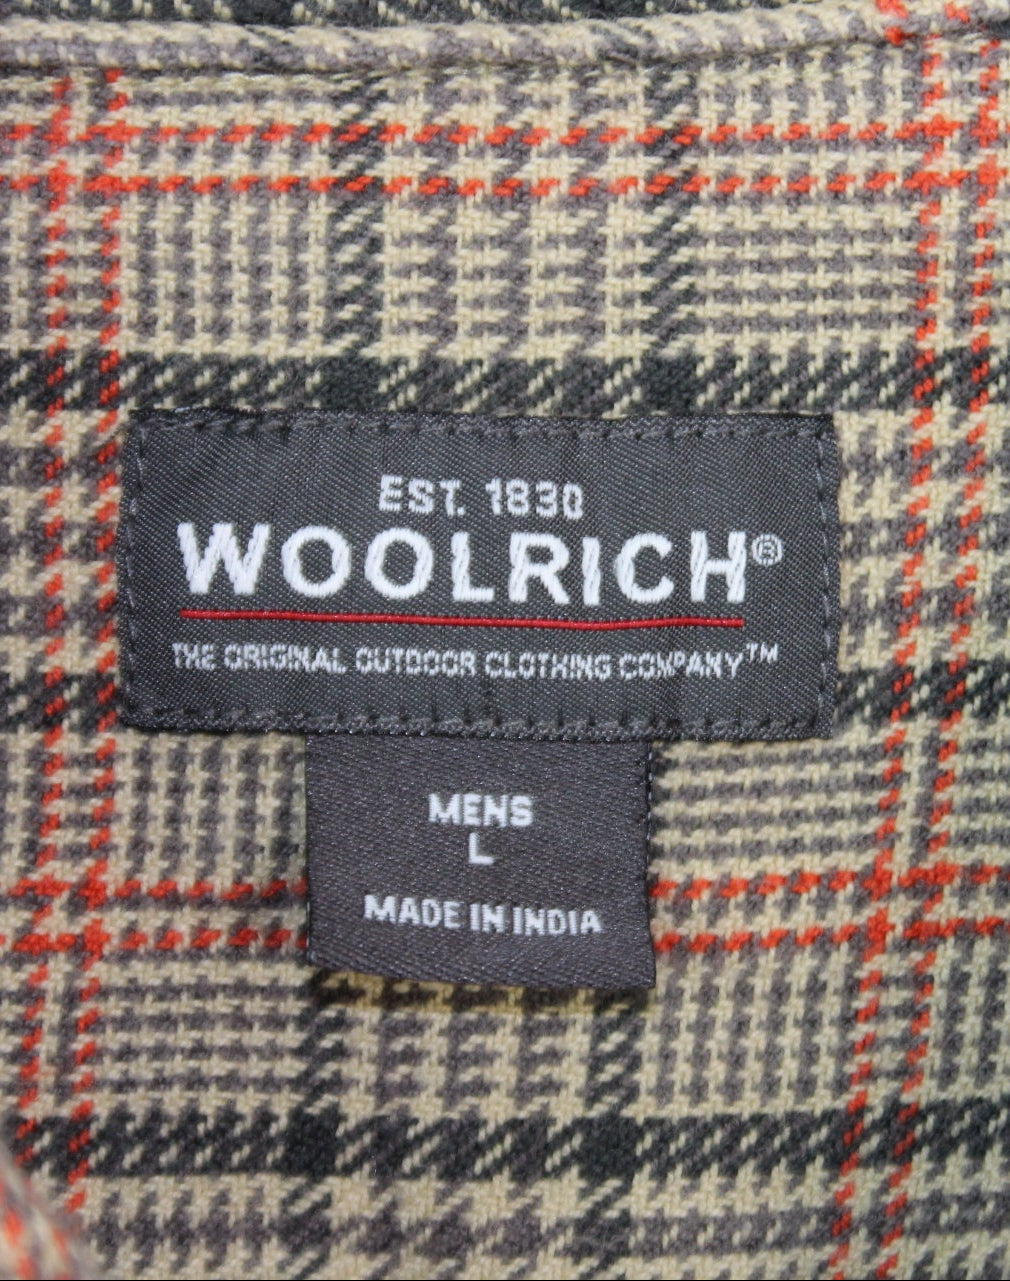 EST. 1830
WOOLRICH®
THE ORIGINAL OUTDOOR CLOTHING COMPANY™
MENS
L
MADE IN INDIA